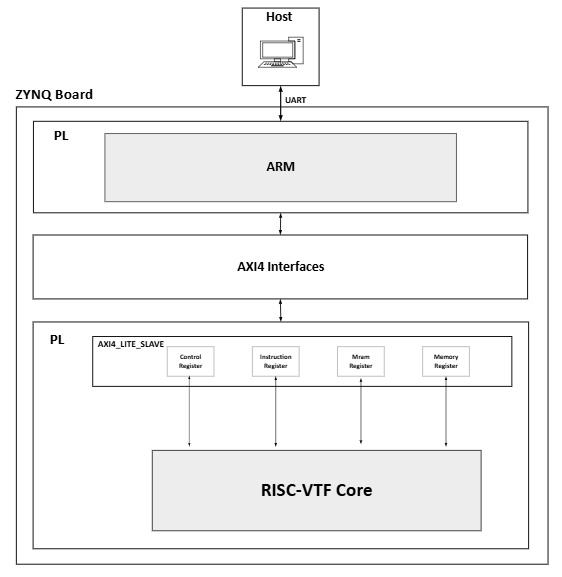 Host
ZYNQ Board
UART
PL
ARM
AXI4 Interfaces
PL
AXI4_LITE_SLAVE
Control
Register
Instruction
Register
Mram
Register
Memory
Register
RISC-VTF Core